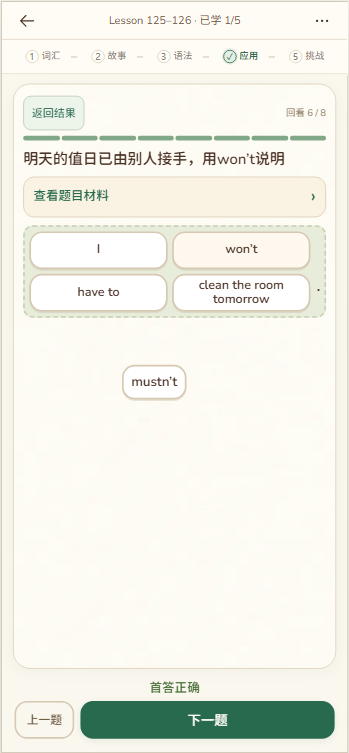 ← Lesson 125–126 · 已学 1/5 ...
1 词汇 – 2 故事 – 3 语法 – ✓ 应用 – 5 挑战
返回结果 回看 6 / 8
明天的值日已由别人接手，用won't说明
查看题目材料 ›
I won't
have to clean the room tomorrow .
mustn't
首答正确
上一题 下一题